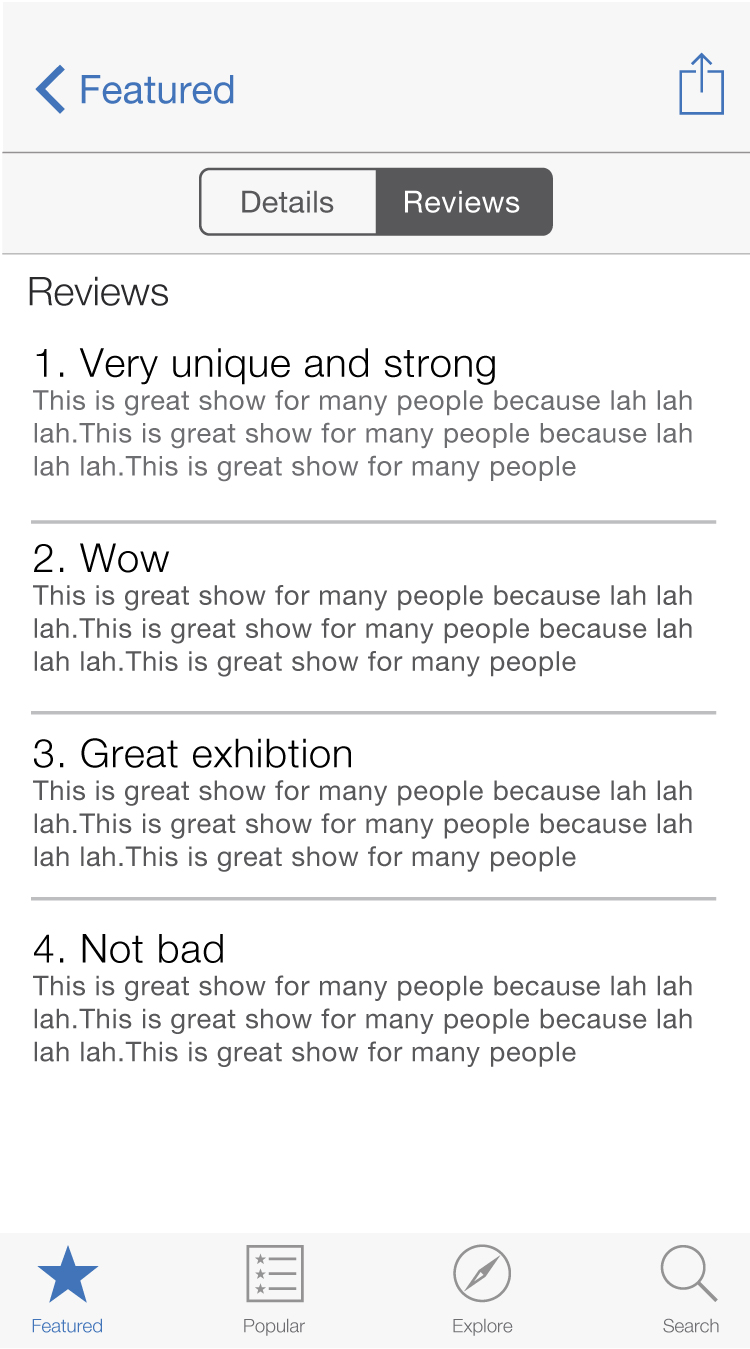 Featured
Details
Reviews
Reviews
1. Very unique and strong
This is great show for many people because lah lah
lah.This is great show for many people because lah
lah lah.This is great show for many people
2. Wow
This is great show for many people because lah lah
lah.This is great show for many people because lah
lah lah.This is great show for many people
3. Great exhibtion
This is great show for many people because lah lah
lah.This is great show for many people because lah
lah lah.This is great show for many people
4. Not bad
This is great show for many people because lah lah
lah.This is great show for many people because lah
lah lah.This is great show for many people
Featured
Popular
Explore
Search